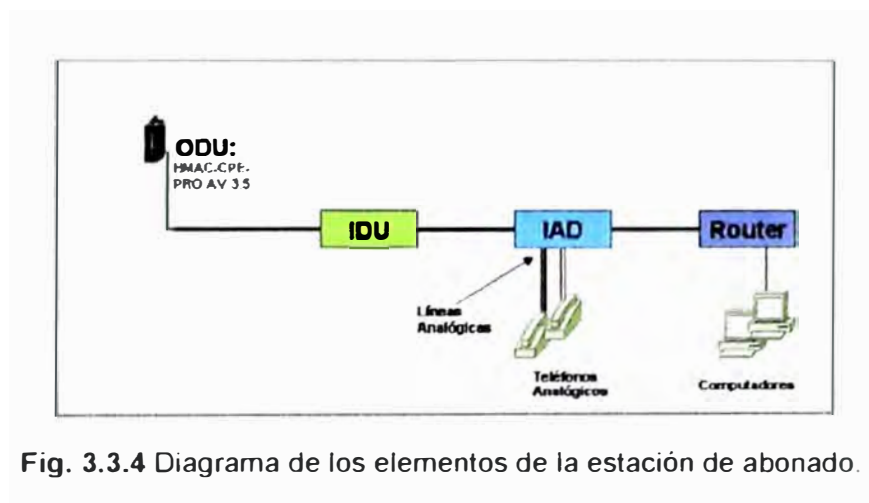 ODU:
HMAC-CPE-
PRO AV 3.5
IDU
IAD
Router
Líneas
Analógicas
Teléfonos
Analógicos
Computadores
Fig. 3.3.4 Diagrama de los elementos de la estación de abonado.